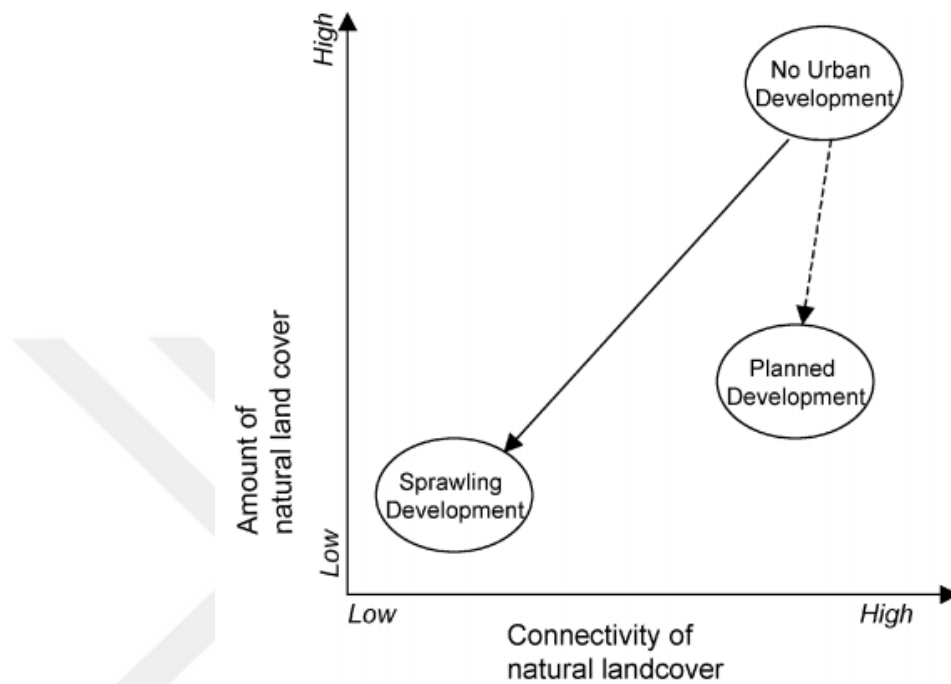 High
No Urban
Development
Planned
Development
Amount of
natural land cover
Sprawling
Development
Low
Low
High
Connectivity of
natural landcover